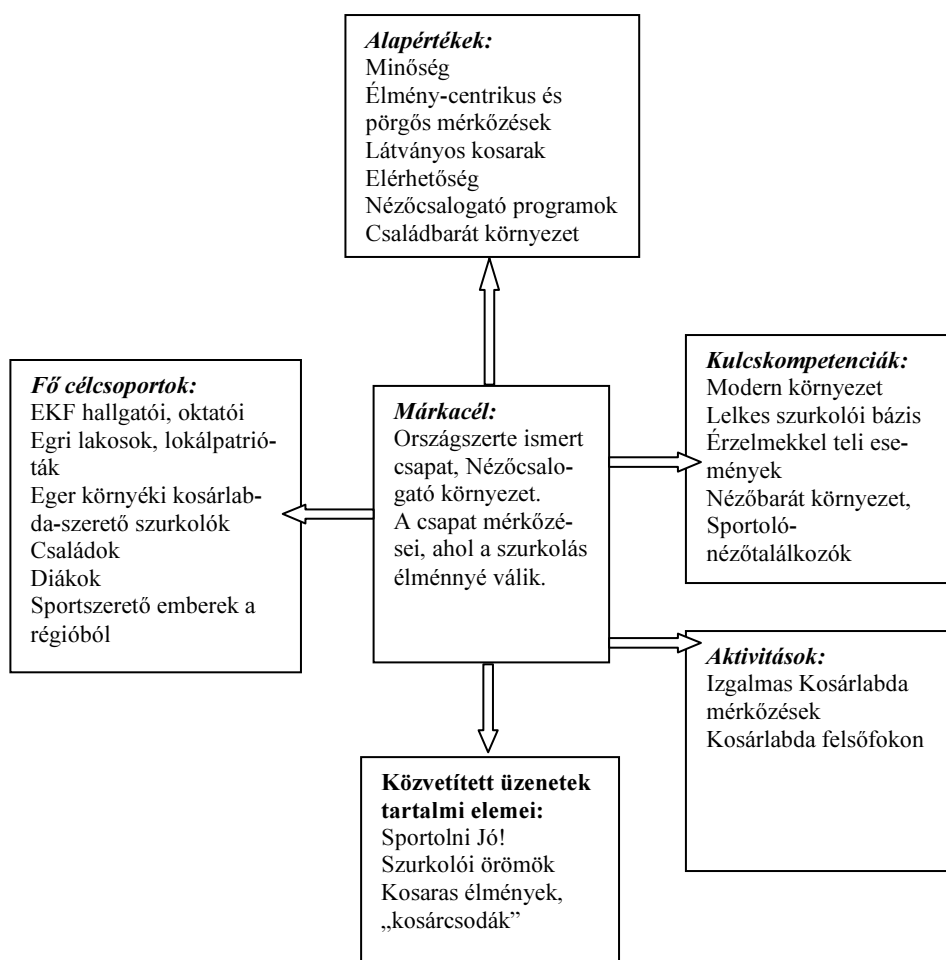 Alapértékek:
Minőség
Élmény-centrikus és
pörgős mérkőzések
Látványos kosarak
Elérhetőség
Nézőcsalogató programok
Családbarát környezet
Fő célcsoportok:
EKF hallgatói, oktatói
Egri lakosok, lokálpatrió-
ták
Eger környéki kosárlab-
da-szerető szurkolók
Családok
Diákok
Sportszerető emberek a
régióból
Márkacél:
Országszerte ismert
csapat, Nézőcsalo-
gató környezet.
A csapat mérkőzé-
sei, ahol a szurkolás
élménnyé válik.
Kulcskompetenciák:
Modern környezet
Lelkes szurkolói bázis
Érzelmekkel teli ese-
mények
Nézőbarát környezet,
Sportoló-
nézőtalálkozók
Aktivitások:
Izgalmas Kosárlabda
mérkőzések
Kosárlabda felsőfokon
Közvetített üzenetek
tartalmi elemei:
Sportolni Jó!
Szurkolói örömök
Kosaras élmények,
„kosárcsodák”